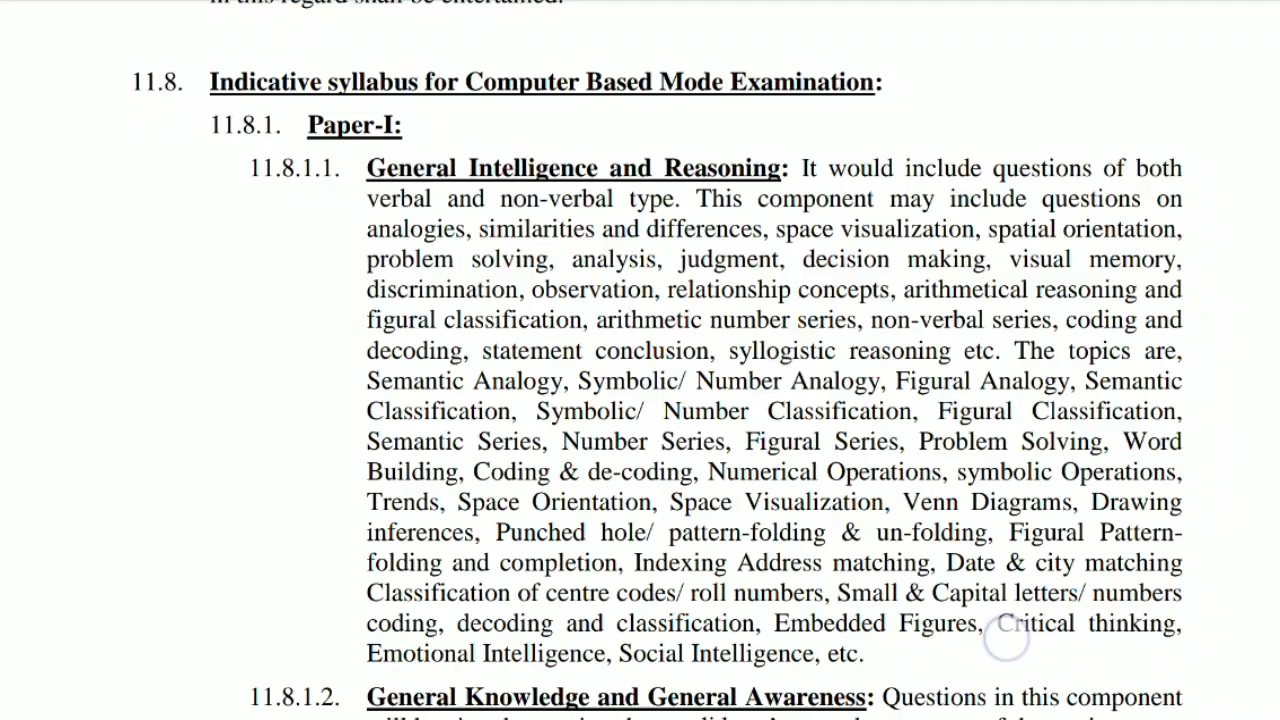 in this regard shall be entertained.
11.8. Indicative syllabus for Computer Based Mode Examination:
11.8.1. Paper-I:
11.8.1.1. General Intelligence and Reasoning: It would include questions of both
verbal and non-verbal type. This component may include questions on
analogies, similarities and differences, space visualization, spatial orientation,
problem solving, analysis, judgment, decision making, visual memory,
discrimination, observation, relationship concepts, arithmetical reasoning and
figural classification, arithmetic number series, non-verbal series, coding and
decoding, statement conclusion, syllogistic reasoning etc. The topics are,
Semantic Analogy, Symbolic/ Number Analogy, Figural Analogy, Semantic
Classification, Symbolic/ Number Classification, Figural Classification,
Semantic Series, Number Series, Figural Series, Problem Solving, Word
Building, Coding & de-coding, Numerical Operations, symbolic Operations,
Trends, Space Orientation, Space Visualization, Venn Diagrams, Drawing
inferences, Punched hole/ pattern-folding & un-folding, Figural Pattern-
folding and completion, Indexing Address matching, Date & city matching
Classification of centre codes/ roll numbers, Small & Capital letters/ numbers
coding, decoding and classification, Embedded Figures, Critical thinking,
Emotional Intelligence, Social Intelligence, etc.
11.8.1.2. General Knowledge and General Awareness: Questions in this component